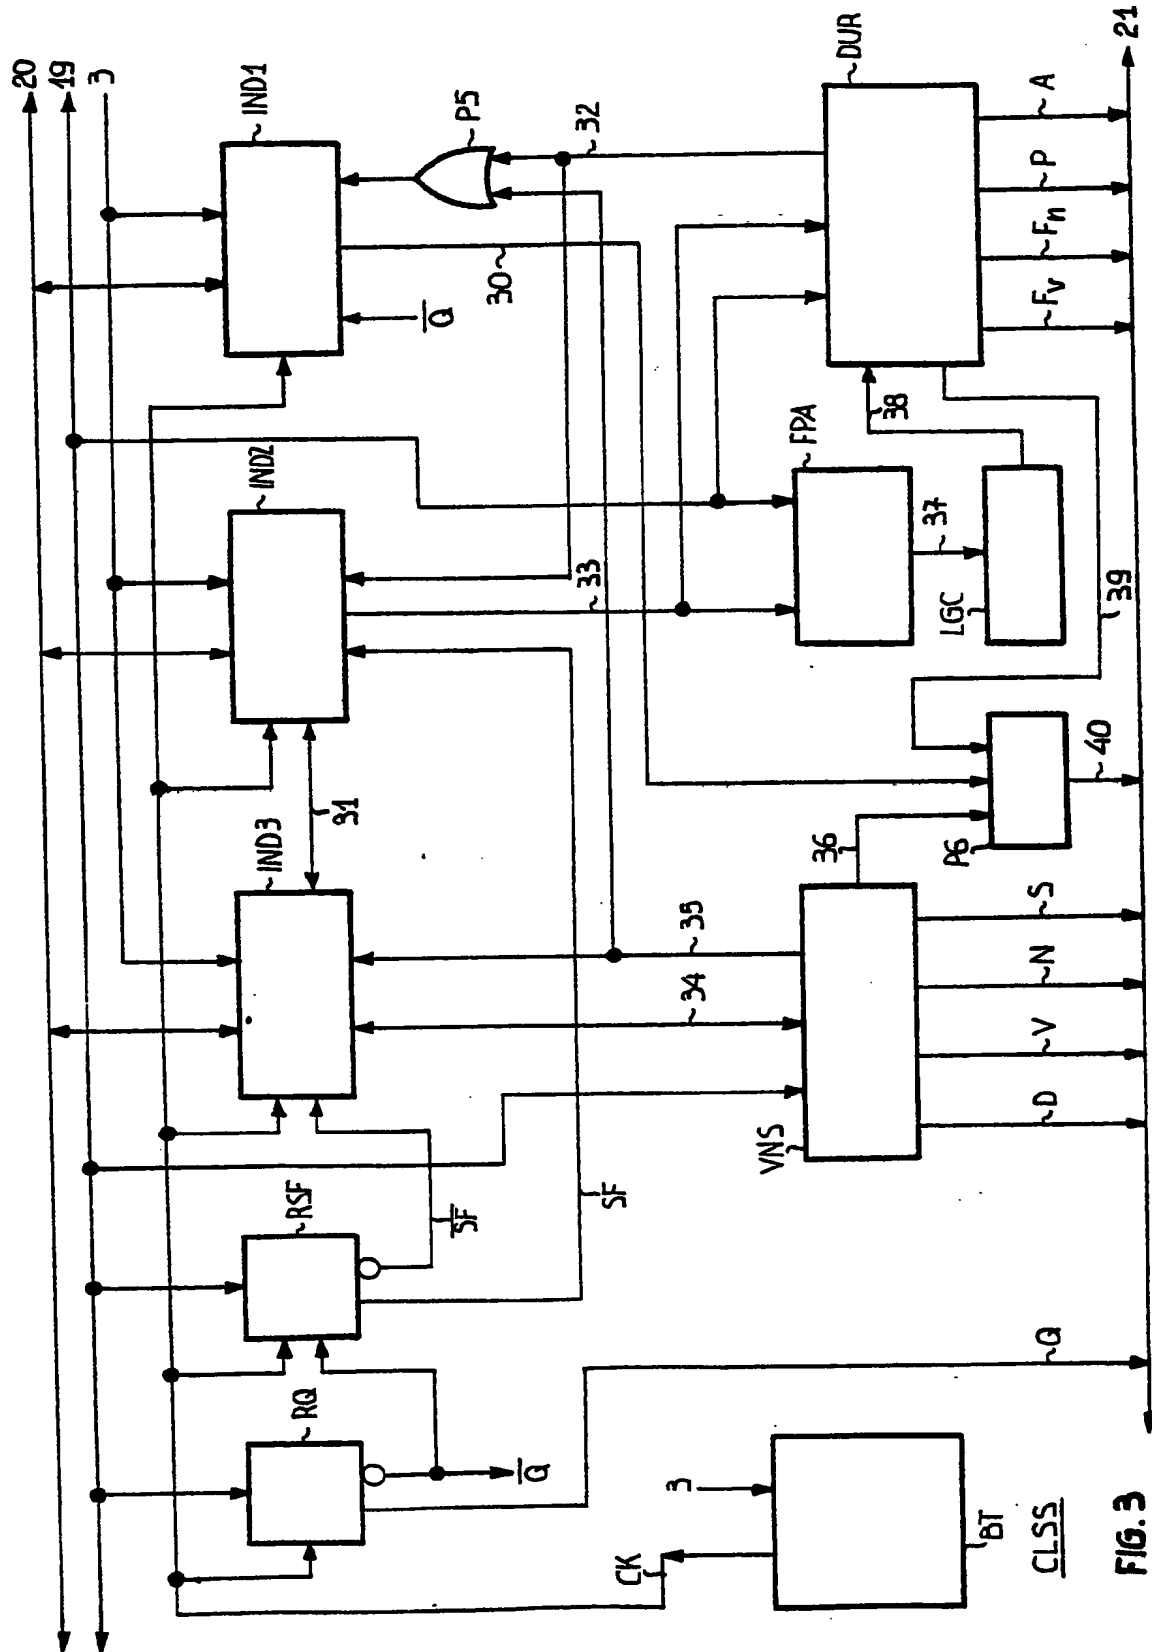 20
19
3
IND1
P5
32
DUR
A
P
Fn
Fv
21
30
Q
38
FPA
37
LGC
39
IND2
33
31
IND3
36
P6
40
35
34
S
N
V
D
VNS
RSF
SF
SF
RQ
Q
Q
3
CK
BT
CLSS
FIG. 3